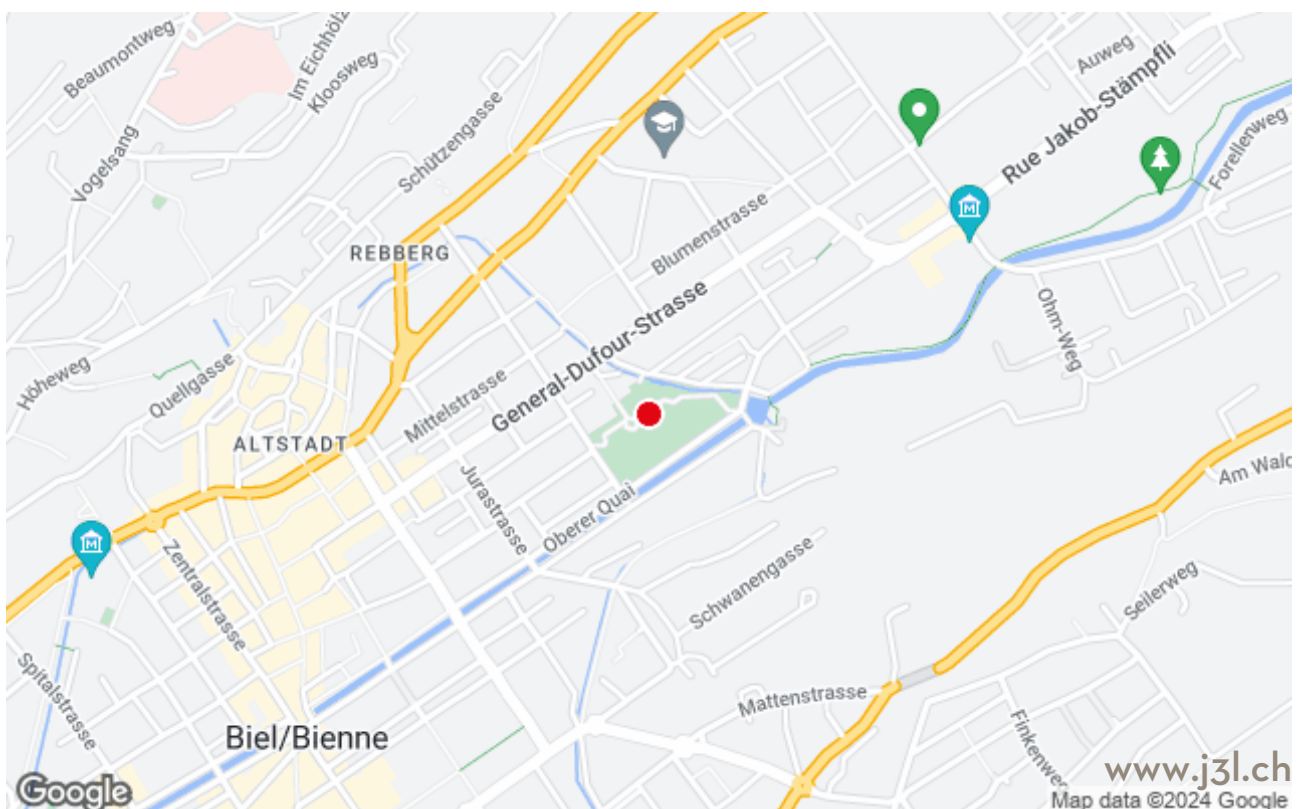 Beaumontweg
Im Eichhölz
Kloosweg
Vogelsang
Schützengasse
Auweg
Rue Jakob-Stämpfli
Forellenweg
REBBERG
Blumenstrasse
Ohm-Weg
Höheweg
Quellgasse
General-Dufour-Strasse
Mittelstrasse
ALTSTADT
Jurastrasse
Oberer Quai
Am Wald
Zentralstrasse
Schwanengasse
Seilerweg
Spitalstrasse
Mattenstrasse
Finkenweg
Biel/Bienne
www.j3l.ch
Google
Map data ©2024 Google